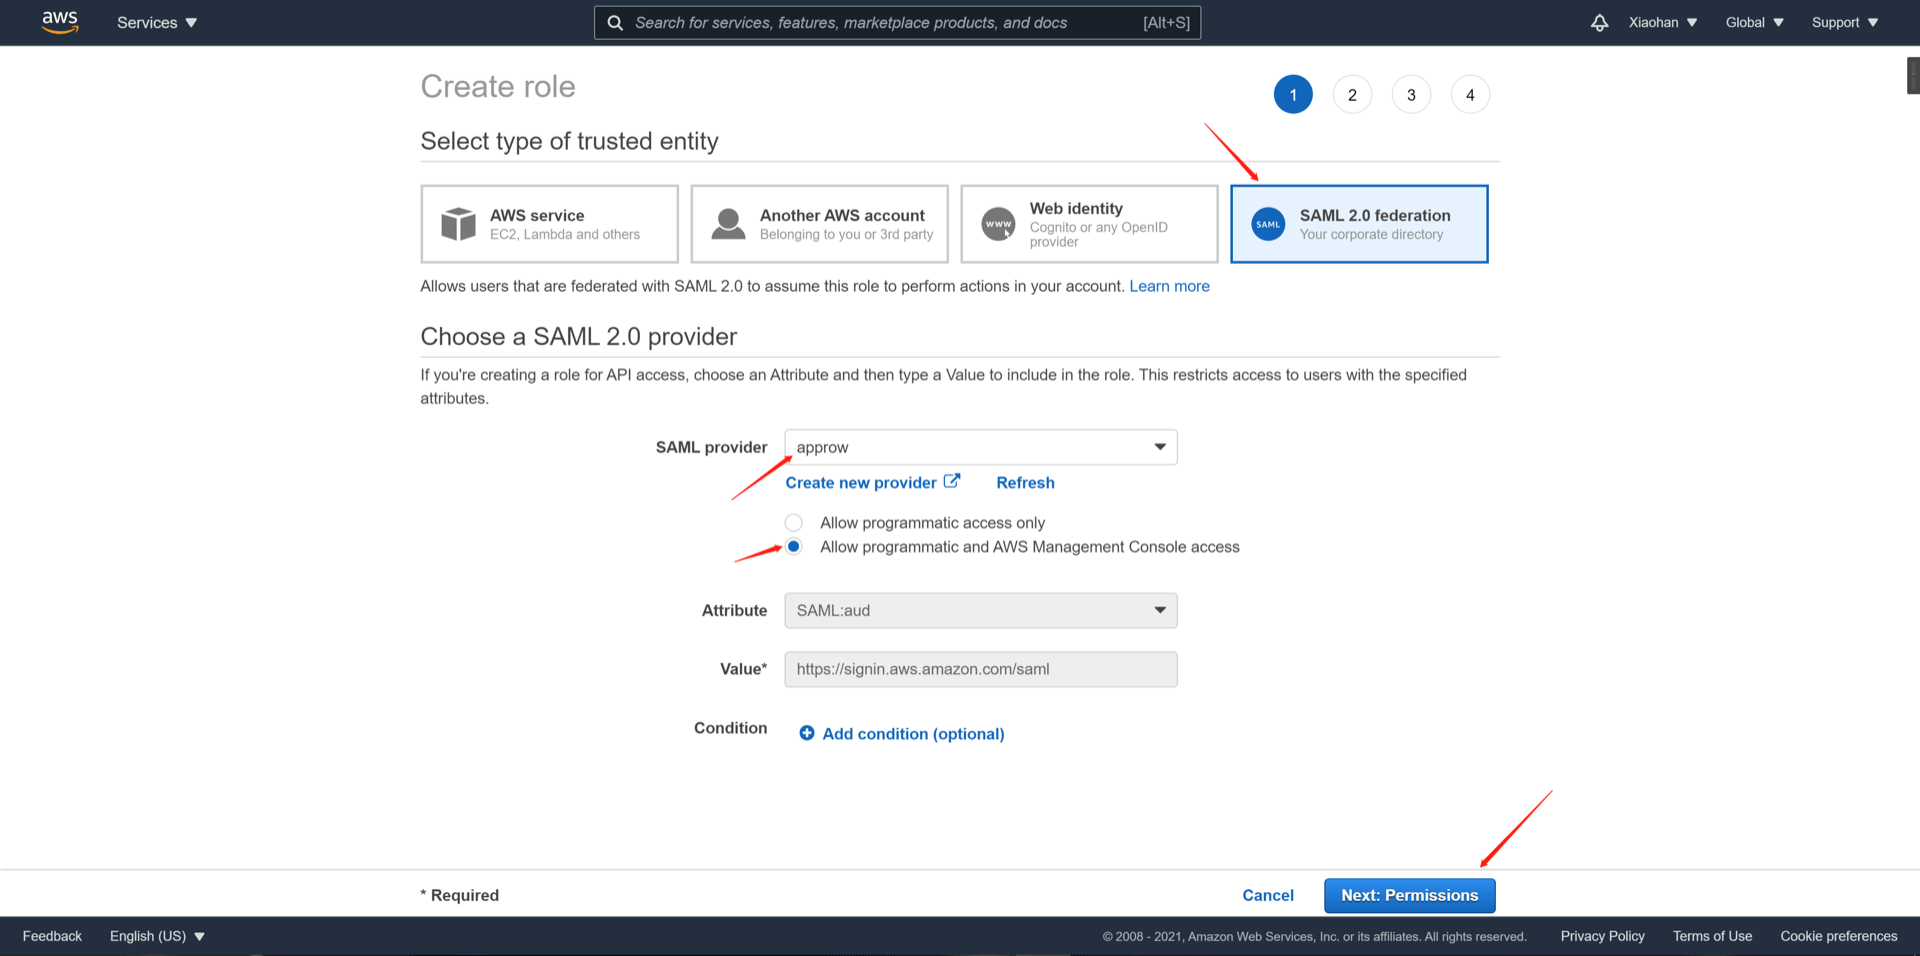 aws
Services
Search for services, features, marketplace products, and docs [Alt+S]
Xiaohan
Global
Support
Create role
1
2
3
4
Select type of trusted entity
AWS service
EC2, Lambda and others
Another AWS account
Belonging to you or 3rd party
www
Web identity
Cognito or any OpenID
provider
SAML
SAML 2.0 federation
Your corporate directory
Allows users that are federated with SAML 2.0 to assume this role to perform actions in your account. Learn more
Choose a SAML 2.0 provider
If you're creating a role for API access, choose an Attribute and then type a Value to include in the role. This restricts access to users with the specified
attributes.
SAML provider
approw
Create new provider
Refresh
Allow programmatic access only
Allow programmatic and AWS Management Console access
Attribute
SAML:aud
Value*
https://signin.aws.amazon.com/saml
Condition
Add condition (optional)
* Required
Cancel
Next: Permissions
Feedback
English (US)
© 2008 - 2021, Amazon Web Services, Inc. or its affiliates. All rights reserved.
Privacy Policy
Terms of Use
Cookie preferences